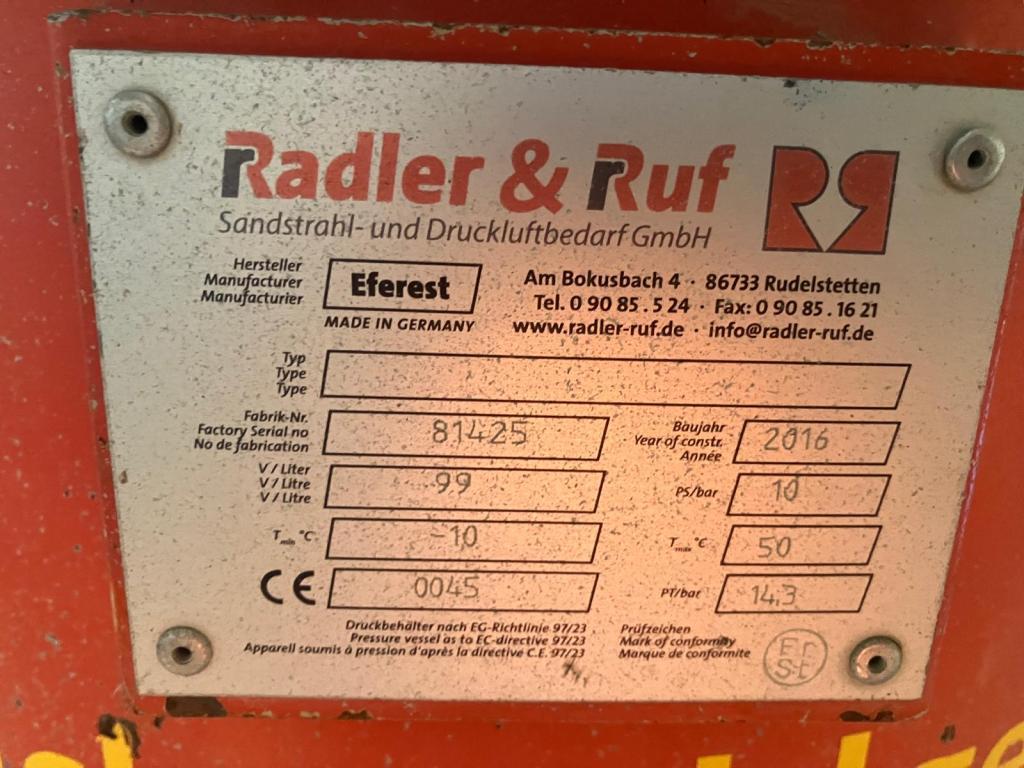 Radler & Ruf
Sandstrahl- und Druckluftbedarf GmbH
Hersteller
Manufacturer
Manufacturier
Eferest
MADE IN GERMANY
Am Bokusbach 4 · 86733 Rudelstetten
Tel. 0 90 85 . 5 24 · Fax: 0 90 85 . 16 21
www.radler-ruf.de · info@radler-ruf.de
Typ
Type
Type
Fabrik-Nr.
Factory Serial no
No de fabrication
81425
Baujahr
Year of constr.
Année
2016
V / Liter
V / Litre
V / Litre
99
PS/bar
10
Tmin °C
-10
Tmax °C
50
CE
0045
PT/bar
14,3
Druckbehälter nach EG-Richtlinie 97/23
Pressure vessel as to EC-directive 97/23
Appareil soumis à pression d'après la directive C.E. 97/23
Prüfzeichen
Mark of conformity
Marque de conformite